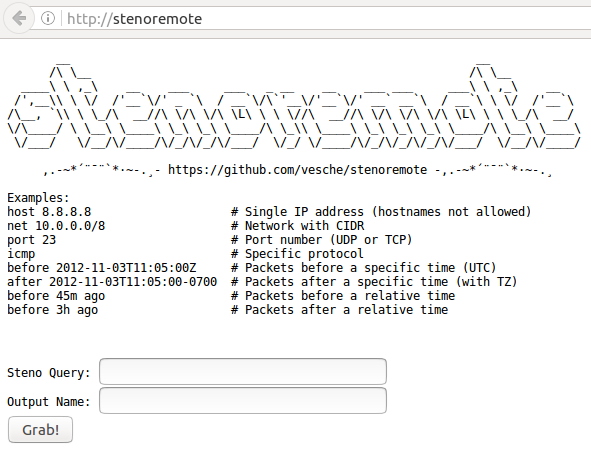 http://stenoremote
stenoremote
,.-~*´¨¯¨`*·~-.¸- https://github.com/vesche/stenoremote -,.-~*´¨¯¨`*·~-.¸
Examples:
host 8.8.8.8 # Single IP address (hostnames not allowed)
net 10.0.0.0/8 # Network with CIDR
port 23 # Port number (UDP or TCP)
icmp # Specific protocol
before 2012-11-03T11:05:00Z # Packets before a specific time (UTC)
after 2012-11-03T11:05:00-0700 # Packets after a specific time (with TZ)
before 45m ago # Packets before a relative time
before 3h ago # Packets after a relative time
Steno Query:
Output Name:
Grab!